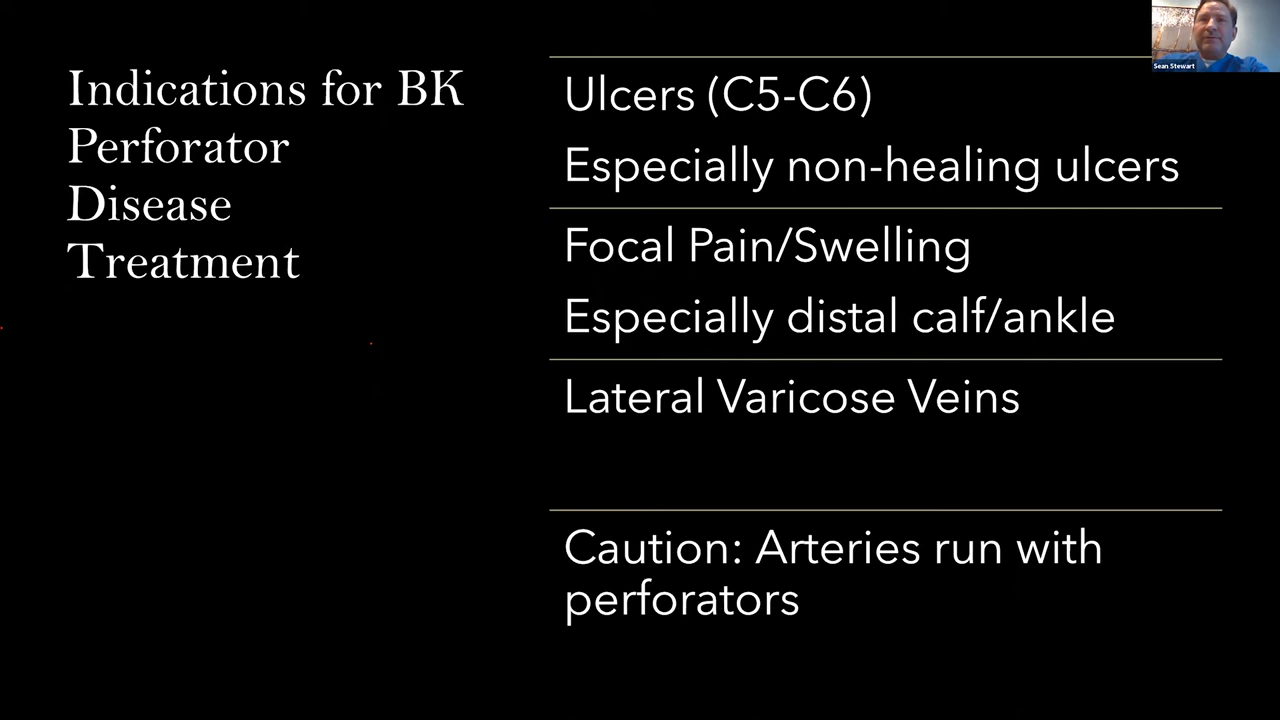 Indications for BK
Perforator
Disease
Treatment
Ulcers (C5-C6)
Especially non-healing ulcers
Focal Pain/Swelling
Especially distal calf/ankle
Lateral Varicose Veins
Caution: Arteries run with
perforators
Sean Stewart